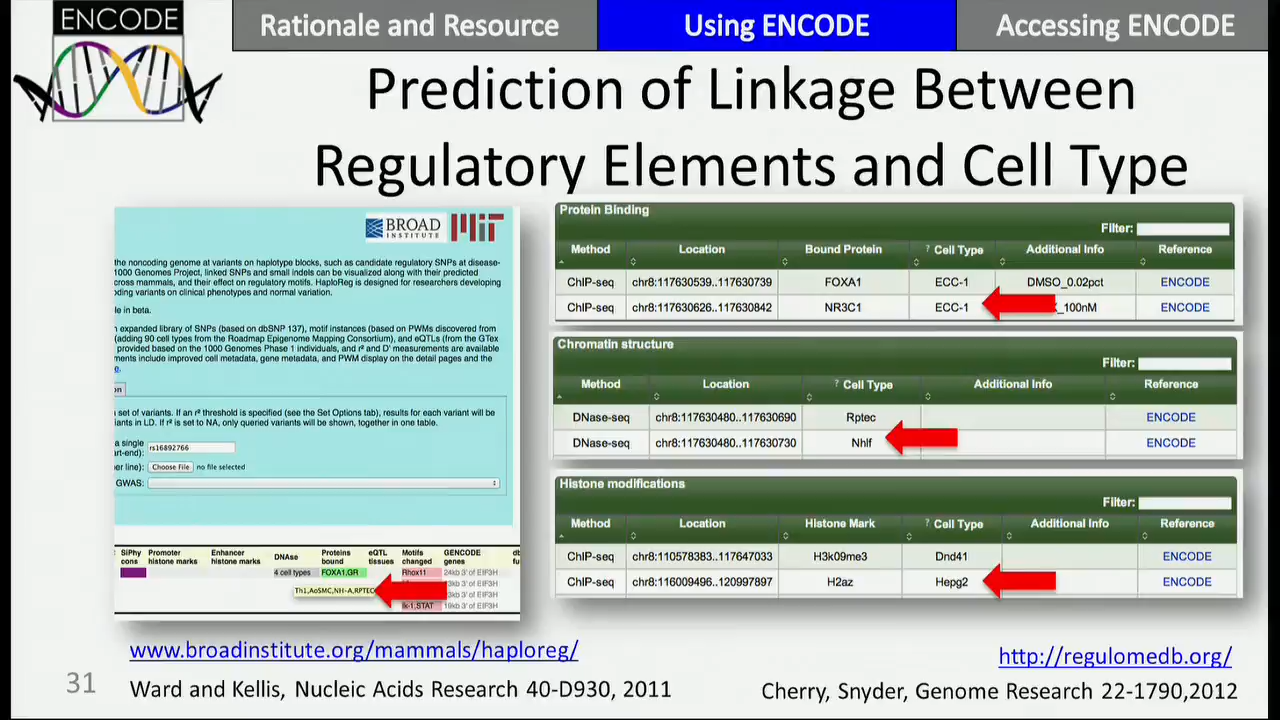 ENCODE
Rationale and Resource
Using ENCODE
Accessing ENCODE
Prediction of Linkage Between
Regulatory Elements and Cell Type
BROAD
INSTITUTE
MIT
the noncoding genome at variants on haplotype blocks, such as candidate regulatory SNPs at disease-
1000 Genomes Project, linked SNPs and small indels can be visualized along with their predicted
cross mammals, and their effect on regulatory motifs. HaploReg is designed for researchers developing
ding variants on clinical phenotypes and normal variation.
le in beta.
n expanded library of SNPs (based on dbSNP 137), motif instances (based on PWMs discovered from
(adding 90 cell types from the Roadmap Epigenome Mapping Consortium), and eQTLs (from the GTex
provided based on the 1000 Genomes Phase 1 individuals, and r² and D' measurements are available
ments include improved cell metadata, gene metadata, and PWM display on the detail pages and the
e.
on
set of variants. If an r² threshold is specified (see the Set Options tab), results for each variant will be
iants in LD. If r² is set to NA, only queried variants will be shown, together in one table.
a single
rt-end):
rs16892766
er line):
Choose File no file selected
GWAS:
SiPhy cons
Promoter histone marks
Enhancer histone marks
DNAse
Proteins bound
eQTL tissues
Motifs changed
GENCODE genes
4 cell types
FOXA1,GR
Rhox11
24kb 3' of EIF3H
Th1,AoSMC,NH-A,RPTEC
3kb 3' of EIF3H
3kb 3' of EIF3H
Ik-1,STAT
19kb 3' of EIF3H
Protein Binding
Filter:
Method Location Bound Protein ? Cell Type Additional Info Reference
ChIP-seq chr8:117630539..117630739 FOXA1 ECC-1 DMSO_0.02pct ENCODE
ChIP-seq chr8:117630626..117630842 NR3C1 ECC-1 _100nM ENCODE
Chromatin structure
Filter:
Method Location ? Cell Type Additional Info Reference
DNase-seq chr8:117630480..117630690 Rptec ENCODE
DNase-seq chr8:117630480..117630730 Nhlf ENCODE
Histone modifications
Filter:
Method Location Histone Mark ? Cell Type Additional Info Reference
ChIP-seq chr8:110578383..117647033 H3k09me3 Dnd41 ENCODE
ChIP-seq chr8:116009496..120997897 H2az Hepg2 ENCODE
www.broadinstitute.org/mammals/haploreg/
http://regulomedb.org/
31
Ward and Kellis, Nucleic Acids Research 40-D930, 2011
Cherry, Snyder, Genome Research 22-1790,2012